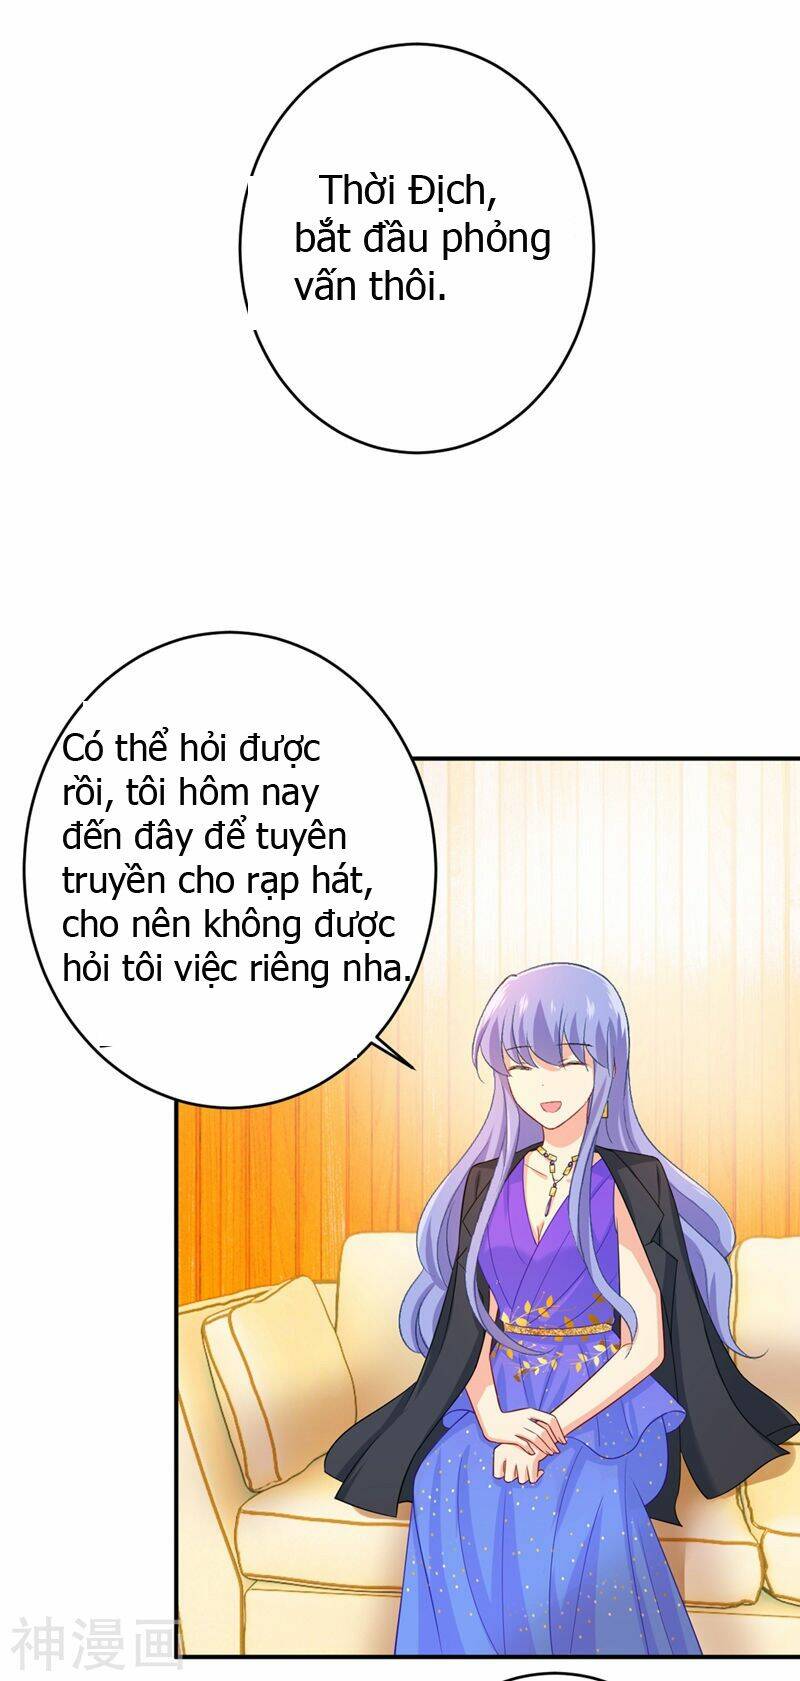 Thời Địch,
bắt đầu phỏng
vấn thôi.
Có thể hỏi được
rồi, tôi hôm nay
đến đây để tuyên
truyền cho rạp hát,
cho nên không được
hỏi tôi việc riêng nha.
神漫画